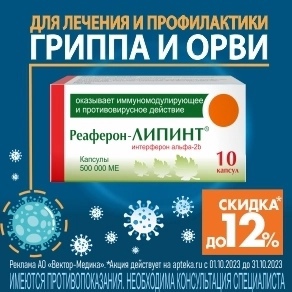 ДЛЯ ЛЕЧЕНИЯ И ПРОФИЛАКТИКИ
ГРИППА И ОРВИ
оказывает иммуномодулирующее
и противовирусное действие
Реаферон-ЛИПИНТ®
интерферон альфа-2b
Капсулы
500 000 МЕ
10
капсул
СКИДКА*
ДО 12%
Реклама АО «Вектор-Медика». *Акция действует на apteka.ru с 01.10.2023 до 31.10.2023
ИМЕЮТСЯ ПРОТИВОПОКАЗАНИЯ. НЕОБХОДИМА КОНСУЛЬТАЦИЯ СПЕЦИАЛИСТА